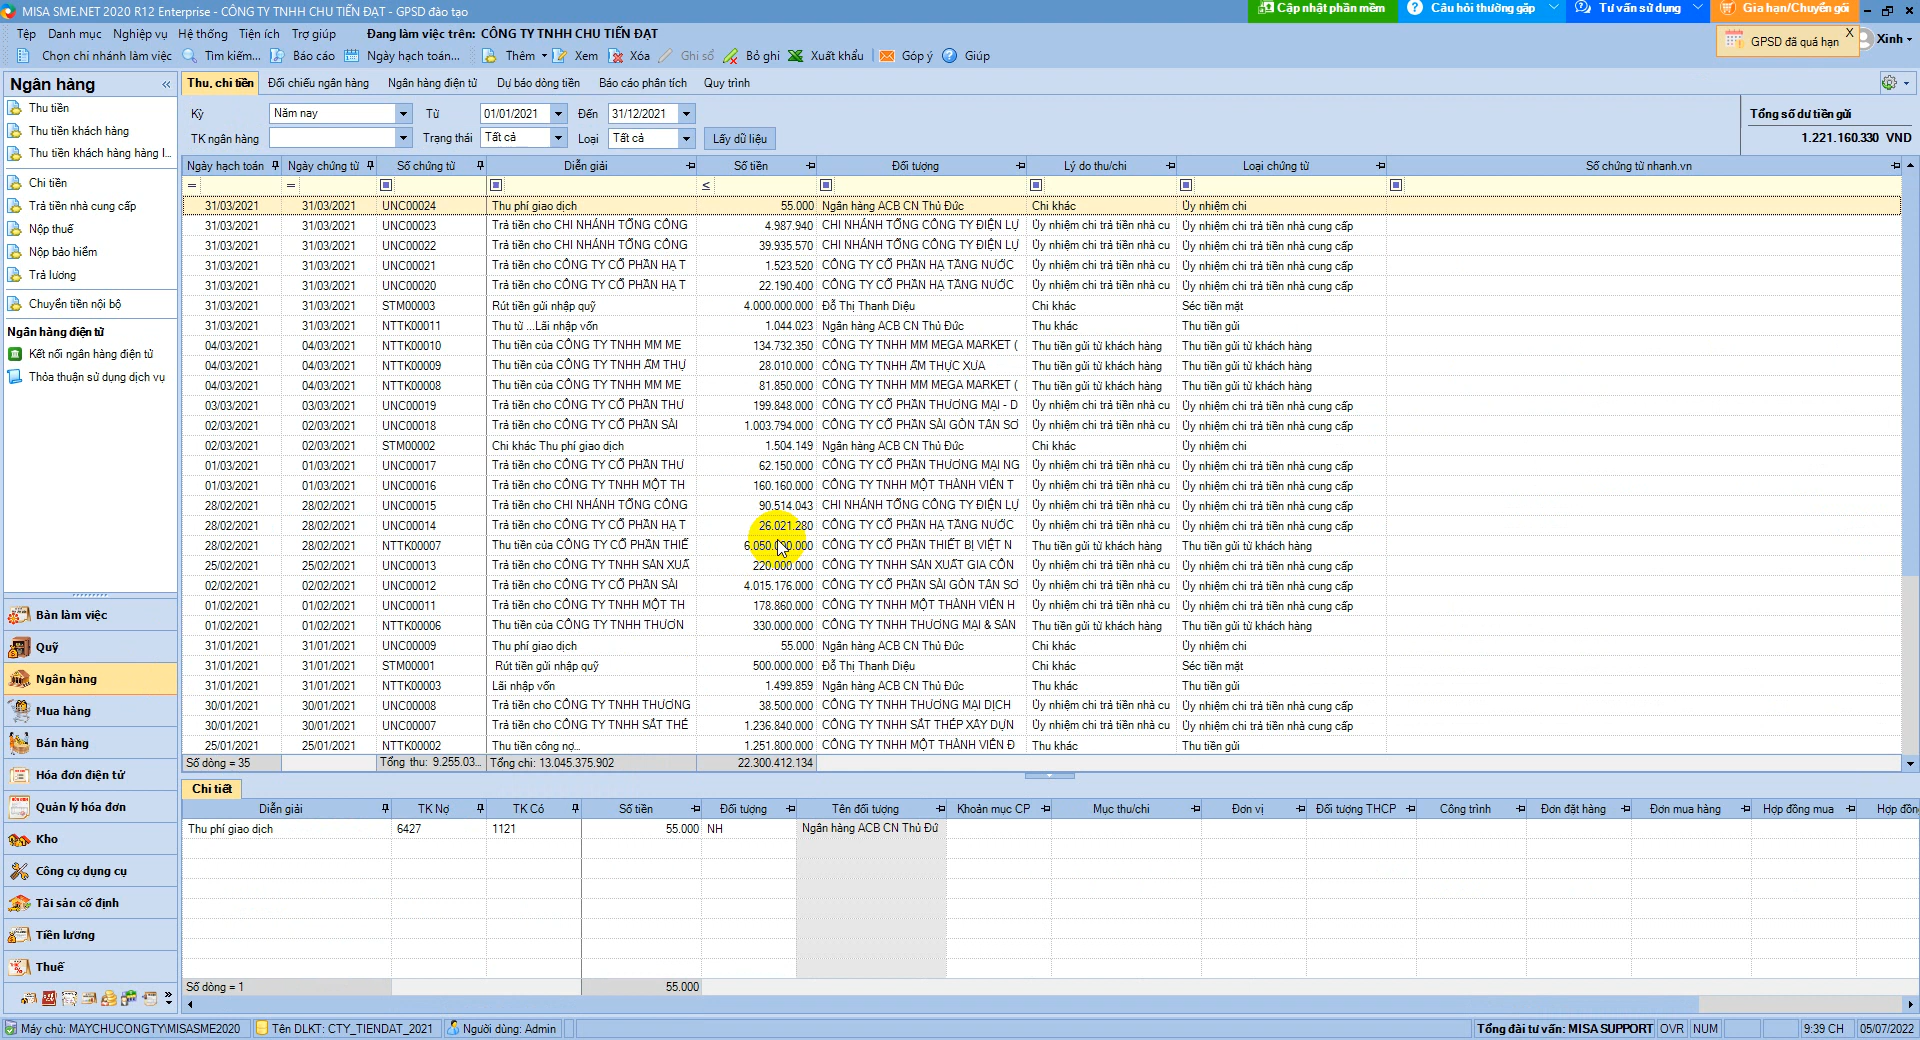 MISA SME.NET 2020 R12 Enterprise - CÔNG TY TNHH CHU TIẾN ĐẠT - GPSD đào tạo
Cập nhật phần mềm
Câu hỏi thường gặp
Tư vấn sử dụng
Gia hạn/Chuyển gói
Tệp Danh mục Nghiệp vụ Hệ thống Tiện ích Trợ giúp Đang làm việc trên: CÔNG TY TNHH CHU TIẾN ĐẠT
GPSD đã quá hạn X
Xinh
Chọn chi nhánh làm việc Tìm kiếm... Báo cáo Ngày hạch toán... Thêm Xem Xóa Ghi sổ Bỏ ghi Xuất khẩu Góp ý Giúp
Ngân hàng
Thu tiền
Thu tiền khách hàng
Thu tiền khách hàng hàng l...
Chi tiền
Trả tiền nhà cung cấp
Nộp thuế
Nộp bảo hiểm
Trả lương
Chuyển tiền nội bộ
Ngân hàng điện tử
Kết nối ngân hàng điện tử
Thỏa thuận sử dụng dịch vụ
Bàn làm việc
Quỹ
Ngân hàng
Mua hàng
Bán hàng
Hóa đơn điện tử
Quản lý hóa đơn
Kho
Công cụ dụng cụ
Tài sản cố định
Tiền lương
Thuế
Thu, chi tiền Đối chiếu ngân hàng Ngân hàng điện tử Dự báo dòng tiền Báo cáo phân tích Quy trình
Kỳ Năm nay Từ 01/01/2021 Đến 31/12/2021
TK ngân hàng Trạng thái Tất cả Loại Tất cả Lấy dữ liệu
Tổng số dư tiền gửi
1.221.160.330 VND
Ngày hạch toán Ngày chứng từ Số chứng từ Diễn giải Số tiền Đối tượng Lý do thu/chi Loại chứng từ Số chứng từ nhanh.vn
= = ≤
31/03/2021 31/03/2021 UNC00024 Thu phí giao dịch 55.000 Ngân hàng ACB CN Thủ Đức Chi khác Ủy nhiệm chi
31/03/2021 31/03/2021 UNC00023 Trả tiền cho CHI NHÁNH TỔNG CÔNG 4.987.940 CHI NHÁNH TỔNG CÔNG TY ĐIỆN LỰ Ủy nhiệm chi trả tiền nhà cu Ủy nhiệm chi trả tiền nhà cung cấp
31/03/2021 31/03/2021 UNC00022 Trả tiền cho CHI NHÁNH TỔNG CÔNG 39.935.570 CHI NHÁNH TỔNG CÔNG TY ĐIỆN LỰ Ủy nhiệm chi trả tiền nhà cu Ủy nhiệm chi trả tiền nhà cung cấp
31/03/2021 31/03/2021 UNC00021 Trả tiền cho CÔNG TY CỔ PHẦN HẠ T 1.523.520 CÔNG TY CỔ PHẦN HẠ TẦNG NƯỚC Ủy nhiệm chi trả tiền nhà cu Ủy nhiệm chi trả tiền nhà cung cấp
31/03/2021 31/03/2021 UNC00020 Trả tiền cho CÔNG TY CỔ PHẦN HẠ T 22.190.400 CÔNG TY CỔ PHẦN HẠ TẦNG NƯỚC Ủy nhiệm chi trả tiền nhà cu Ủy nhiệm chi trả tiền nhà cung cấp
31/03/2021 31/03/2021 STM00003 Rút tiền gửi nhập quỹ 4.000.000.000 Đỗ Thị Thanh Diệu Chi khác Séc tiền mặt
31/03/2021 31/03/2021 NTTK00011 Thu từ ...Lãi nhập vốn 1.044.023 Ngân hàng ACB CN Thủ Đức Thu khác Thu tiền gửi
04/03/2021 04/03/2021 NTTK00010 Thu tiền của CÔNG TY TNHH MM ME 134.732.350 CÔNG TY TNHH MM MEGA MARKET ( Thu tiền gửi từ khách hàng Thu tiền gửi từ khách hàng
04/03/2021 04/03/2021 NTTK00009 Thu tiền của CÔNG TY TNHH ẨM THỰ 28.010.000 CÔNG TY TNHH ẨM THỰC XƯA Thu tiền gửi từ khách hàng Thu tiền gửi từ khách hàng
04/03/2021 04/03/2021 NTTK00008 Thu tiền của CÔNG TY TNHH MM ME 81.850.000 CÔNG TY TNHH MM MEGA MARKET ( Thu tiền gửi từ khách hàng Thu tiền gửi từ khách hàng
03/03/2021 03/03/2021 UNC00019 Trả tiền cho CÔNG TY CỔ PHẦN THƯ 199.848.000 CÔNG TY CỔ PHẦN THƯƠNG MẠI - D Ủy nhiệm chi trả tiền nhà cu Ủy nhiệm chi trả tiền nhà cung cấp
02/03/2021 02/03/2021 UNC00018 Trả tiền cho CÔNG TY CỔ PHẦN SÀI 1.003.794.000 CÔNG TY CỔ PHẦN SÀI GÒN TÂN SƠ Ủy nhiệm chi trả tiền nhà cu Ủy nhiệm chi trả tiền nhà cung cấp
02/03/2021 02/03/2021 STM00002 Chi khác Thu phí giao dịch 1.504.149 Ngân hàng ACB CN Thủ Đức Chi khác Ủy nhiệm chi
01/03/2021 01/03/2021 UNC00017 Trả tiền cho CÔNG TY CỔ PHẦN THƯ 62.150.000 CÔNG TY CỔ PHẦN THƯƠNG MẠI NG Ủy nhiệm chi trả tiền nhà cu Ủy nhiệm chi trả tiền nhà cung cấp
01/03/2021 01/03/2021 UNC00016 Trả tiền cho CÔNG TY TNHH MỘT TH 160.160.000 CÔNG TY TNHH MỘT THÀNH VIÊN T Ủy nhiệm chi trả tiền nhà cu Ủy nhiệm chi trả tiền nhà cung cấp
28/02/2021 28/02/2021 UNC00015 Trả tiền cho CHI NHÁNH TỔNG CÔNG 90.514.043 CHI NHÁNH TỔNG CÔNG TY ĐIỆN LỰ Ủy nhiệm chi trả tiền nhà cu Ủy nhiệm chi trả tiền nhà cung cấp
28/02/2021 28/02/2021 UNC00014 Trả tiền cho CÔNG TY CỔ PHẦN HẠ T 26.021.280 CÔNG TY CỔ PHẦN HẠ TẦNG NƯỚC Ủy nhiệm chi trả tiền nhà cu Ủy nhiệm chi trả tiền nhà cung cấp
28/02/2021 28/02/2021 NTTK00007 Thu tiền của CÔNG TY CỔ PHẦN THIẾ 6.050.000.000 CÔNG TY CỔ PHẦN THIẾT BỊ VIỆT N Thu tiền gửi từ khách hàng Thu tiền gửi từ khách hàng
25/02/2021 25/02/2021 UNC00013 Trả tiền cho CÔNG TY TNHH SẢN XUẤ 220.000.000 CÔNG TY TNHH SẢN XUẤT GIA CÔN Ủy nhiệm chi trả tiền nhà cu Ủy nhiệm chi trả tiền nhà cung cấp
02/02/2021 02/02/2021 UNC00012 Trả tiền cho CÔNG TY CỔ PHẦN SÀI 4.015.176.000 CÔNG TY CỔ PHẦN SÀI GÒN TÂN SƠ Ủy nhiệm chi trả tiền nhà cu Ủy nhiệm chi trả tiền nhà cung cấp
01/02/2021 01/02/2021 UNC00011 Trả tiền cho CÔNG TY TNHH MỘT TH 178.860.000 CÔNG TY TNHH MỘT THÀNH VIÊN H Ủy nhiệm chi trả tiền nhà cu Ủy nhiệm chi trả tiền nhà cung cấp
01/02/2021 01/02/2021 NTTK00006 Thu tiền của CÔNG TY TNHH THƯƠN 330.000.000 CÔNG TY TNHH THƯƠNG MẠI & SẢN Thu tiền gửi từ khách hàng Thu tiền gửi từ khách hàng
31/01/2021 31/01/2021 UNC00009 Thu phí giao dịch 55.000 Ngân hàng ACB CN Thủ Đức Chi khác Ủy nhiệm chi
31/01/2021 31/01/2021 STM00001 Rút tiền gửi nhập quỹ 500.000.000 Đỗ Thị Thanh Diệu Chi khác Séc tiền mặt
31/01/2021 31/01/2021 NTTK00003 Lãi nhập vốn 1.499.859 Ngân hàng ACB CN Thủ Đức Thu khác Thu tiền gửi
30/01/2021 30/01/2021 UNC00008 Trả tiền cho CÔNG TY TNHH THƯƠNG 38.500.000 CÔNG TY TNHH THƯƠNG MẠI DỊCH Ủy nhiệm chi trả tiền nhà cu Ủy nhiệm chi trả tiền nhà cung cấp
30/01/2021 30/01/2021 UNC00007 Trả tiền cho CÔNG TY TNHH SẮT THÉ 1.236.840.000 CÔNG TY TNHH SẮT THÉP XÂY DỰN Ủy nhiệm chi trả tiền nhà cu Ủy nhiệm chi trả tiền nhà cung cấp
25/01/2021 25/01/2021 NTTK00002 Thu tiền công nợ... 1.251.800.000 CÔNG TY TNHH MỘT THÀNH VIÊN Đ Thu khác Thu tiền gửi
Số dòng = 35 Tổng thu: 9.255.03... Tổng chi: 13.045.375.902 22.300.412.134
Chi tiết
Diễn giải TK Nợ TK Có Số tiền Đối tượng Tên đối tượng Khoản mục CP Mục thu/chi Đơn vị Đối tượng THCP Công trình Đơn đặt hàng Đơn mua hàng Hợp đồng mua Hợp đồn
Thu phí giao dịch 6427 1121 55.000 NH Ngân hàng ACB CN Thủ Đứ
Số dòng = 1 55.000
Máy chủ: MAYCHUCONGTY\MISASME2020 Tên DLKT: CTY_TIENDAT_2021 Người dùng: Admin Tổng đài tư vấn: MISA SUPPORT OVR NUM 9:39 CH 05/07/2022